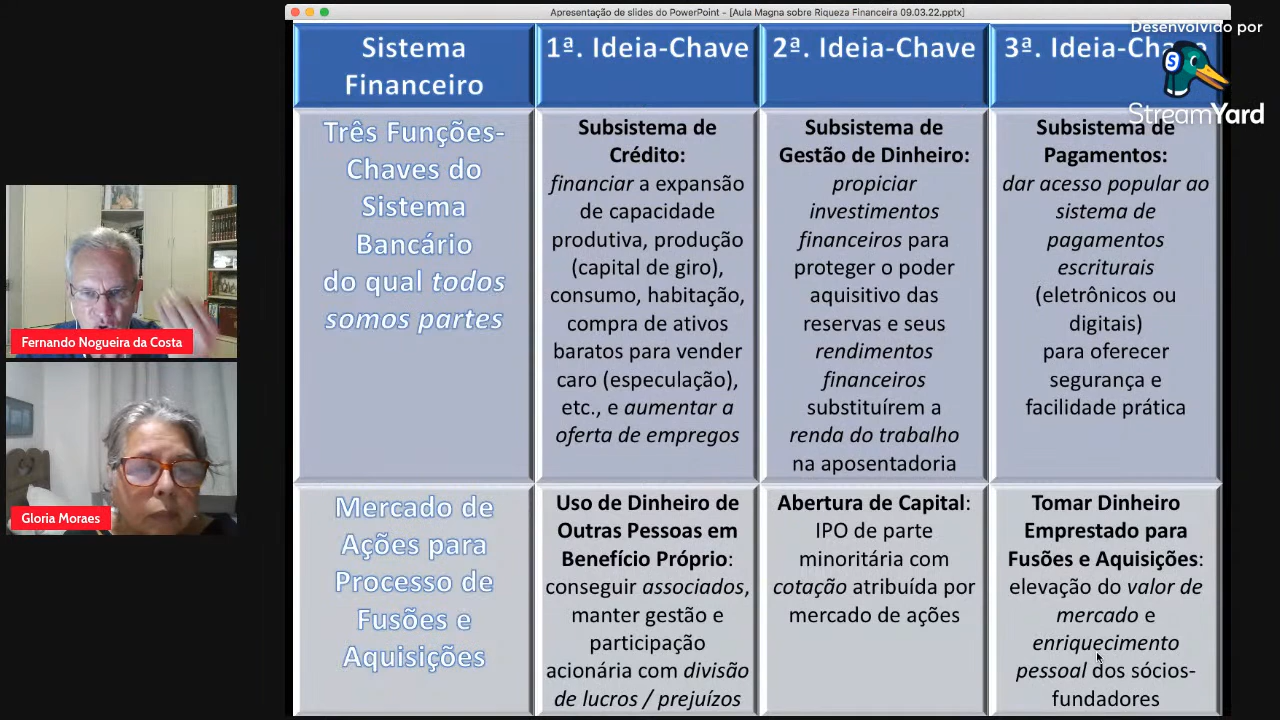 Apresentação de slides do PowerPoint - [Aula Magna sobre Riqueza Financeira 09.03.22.pptx]
Desenvolvido por
S
StreamYard
Sistema
Financeiro
1ª. Ideia-Chave
2ª. Ideia-Chave
3ª. Ideia-Chave
Três Funções-
Chaves do
Sistema
Bancário
do qual todos
somos partes
Subsistema de
Crédito:
financiar a expansão
de capacidade
produtiva, produção
(capital de giro),
consumo, habitação,
compra de ativos
baratos para vender
caro (especulação),
etc., e aumentar a
oferta de empregos
Subsistema de
Gestão de Dinheiro:
propiciar
investimentos
financeiros para
proteger o poder
aquisitivo das
reservas e seus
rendimentos
financeiros
substituírem a
renda do trabalho
na aposentadoria
Subsistema de
Pagamentos:
dar acesso popular ao
sistema de
pagamentos
escriturais
(eletrônicos ou
digitais)
para oferecer
segurança e
facilidade prática
Mercado de
Ações para
Processo de
Fusões e
Aquisições
Uso de Dinheiro de
Outras Pessoas em
Benefício Próprio:
conseguir associados,
manter gestão e
participação
acionária com divisão
de lucros / prejuízos
Abertura de Capital:
IPO de parte
minoritária com
cotação atribuída por
mercado de ações
Tomar Dinheiro
Emprestado para
Fusões e Aquisições:
elevação do valor de
mercado e
enriquecimento
pessoal dos sócios-
fundadores
Fernando Nogueira da Costa
Gloria Moraes